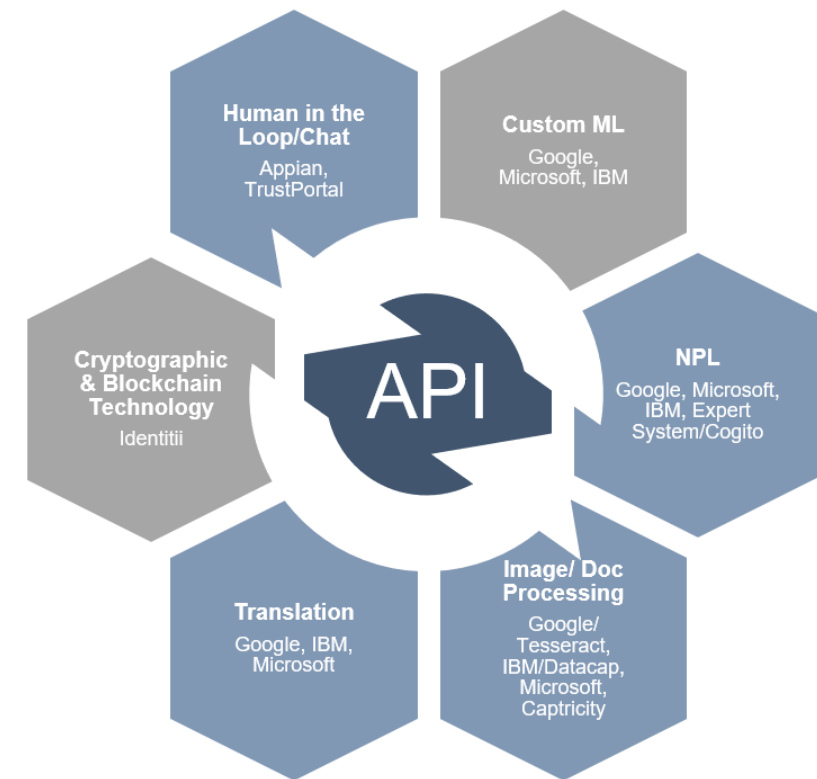 Human in the
Loop/Chat
Appian,
TrustPortal
Custom ML
Google,
Microsoft, IBM
Cryptographic
& Blockchain
Technology
Identitii
API
NPL
Google, Microsoft,
IBM, Expert
System/Cogito
Translation
Google, IBM,
Microsoft
Image/ Doc
Processing
Google/
Tesseract,
IBM/Datacap,
Microsoft,
Captricity